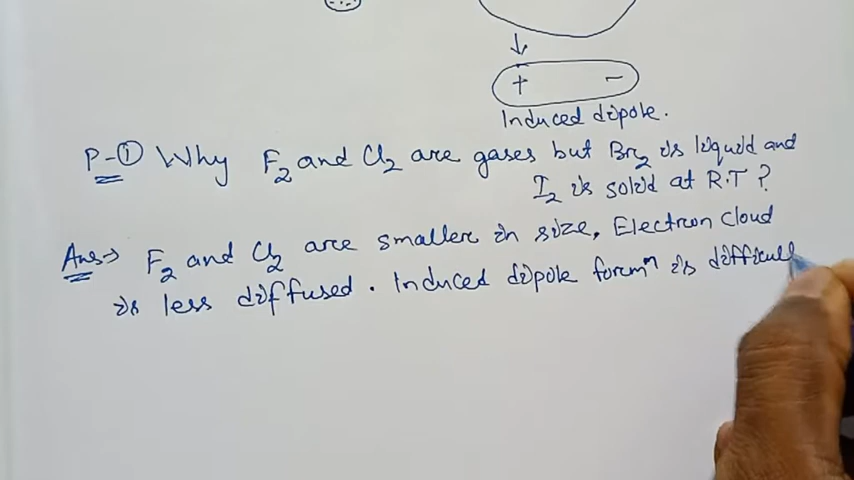 + -
Induced dipole.
P-① Why F₂ and Cl₂ are gases but Br₂ is liquid and
I₂ is solid at R.T ?
Ans→ F₂ and Cl₂ are smaller in size, Electron cloud
is less diffused. Induced dipole formⁿ is difficult